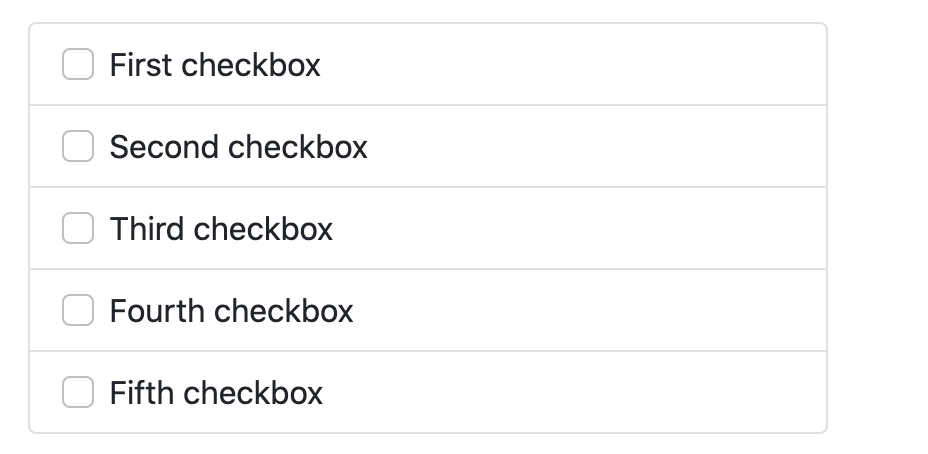 First checkbox
Second checkbox
Third checkbox
Fourth checkbox
Fifth checkbox